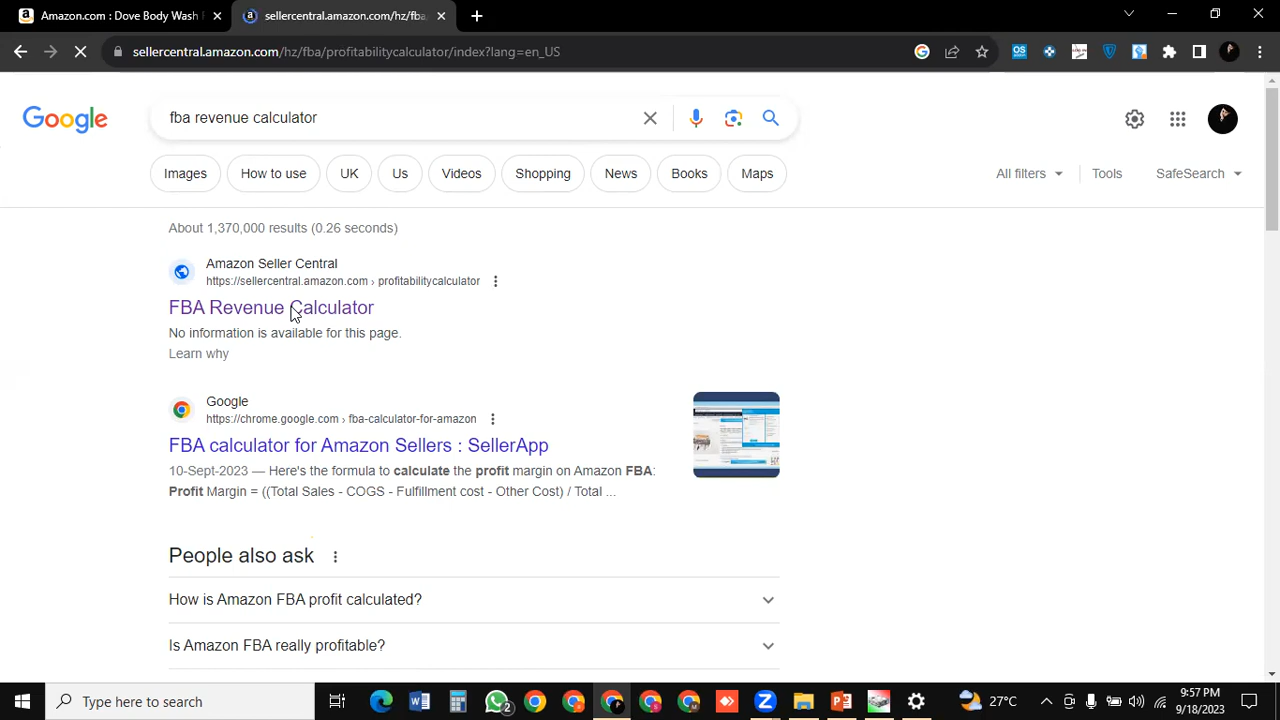 Amazon.com : Dove Body Wash
sellercentral.amazon.com/hz/fba
sellercentral.amazon.com/hz/fba/profitabilitycalculator/index?lang=en_US
Google
fba revenue calculator
Images
How to use
UK
Us
Videos
Shopping
News
Books
Maps
All filters
Tools
SafeSearch
About 1,370,000 results (0.26 seconds)
Amazon Seller Central
https://sellercentral.amazon.com › profitabilitycalculator
FBA Revenue Calculator
No information is available for this page.
Learn why
Google
https://chrome.google.com › fba-calculator-for-amazon
FBA calculator for Amazon Sellers : SellerApp
10-Sept-2023 — Here's the formula to calculate the profit margin on Amazon FBA:
Profit Margin = ((Total Sales - COGS - Fulfillment cost - Other Cost) / Total ...
People also ask
How is Amazon FBA profit calculated?
Is Amazon FBA really profitable?
Type here to search
2
27°C
9:57 PM
9/18/2023